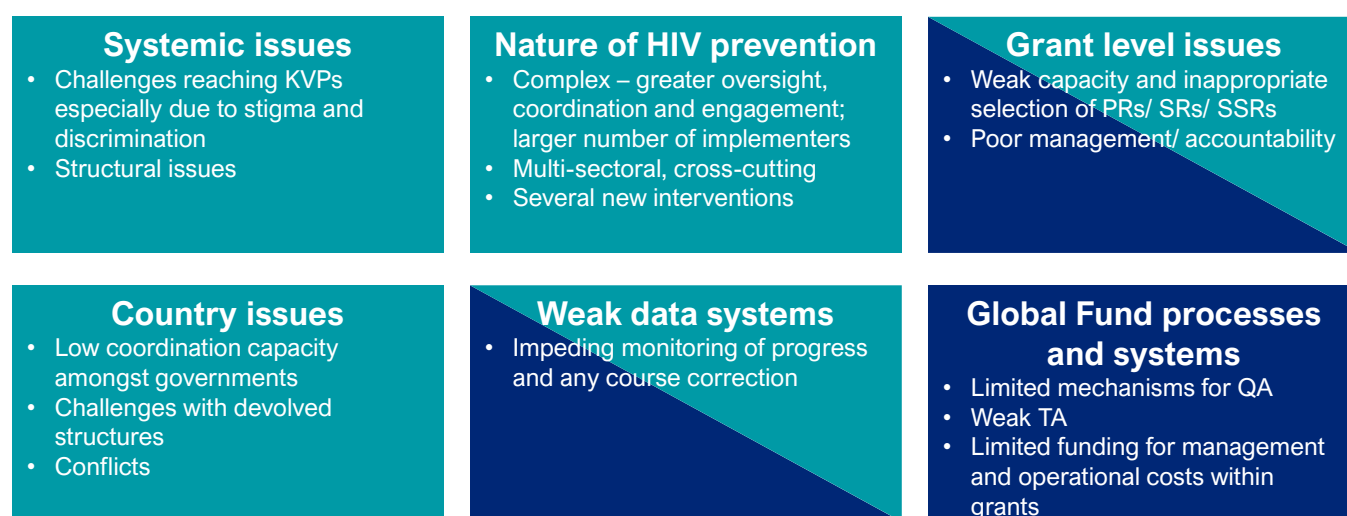 Systemic issues
• Challenges reaching KVPs
especially due to stigma and
discrimination
• Structural issues
Nature of HIV prevention
• Complex – greater oversight,
coordination and engagement;
larger number of implementers
• Multi-sectoral, cross-cutting
• Several new interventions
Grant level issues
• Weak capacity and inappropriate
selection of PRs/ SRs/ SSRs
• Poor management/ accountability
Country issues
• Low coordination capacity
amongst governments
• Challenges with devolved
structures
• Conflicts
Weak data systems
• Impeding monitoring of progress
and any course correction
Global Fund processes
and systems
• Limited mechanisms for QA
• Weak TA
• Limited funding for management
and operational costs within
grants